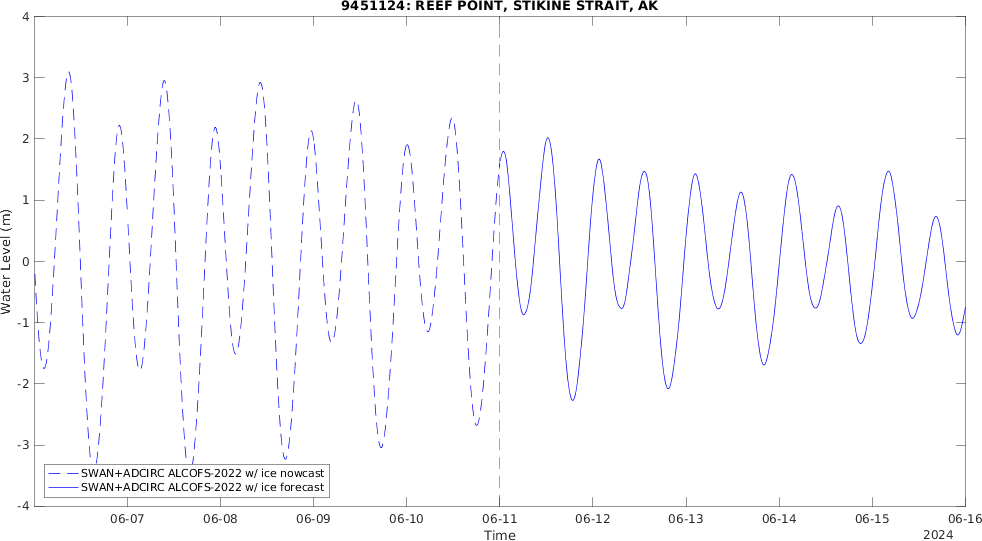 9451124: REEF POINT, STIKINE STRAIT, AK
4
3
2
1
0
-1
-2
-3
-4
Water Level (m)
SWAN+ADCIRC ALCOFS-2022 w/ ice nowcast
SWAN+ADCIRC ALCOFS-2022 w/ ice forecast
06-07 06-08 06-09 06-10 06-11 06-12 06-13 06-14 06-15 06-16
Time
2024